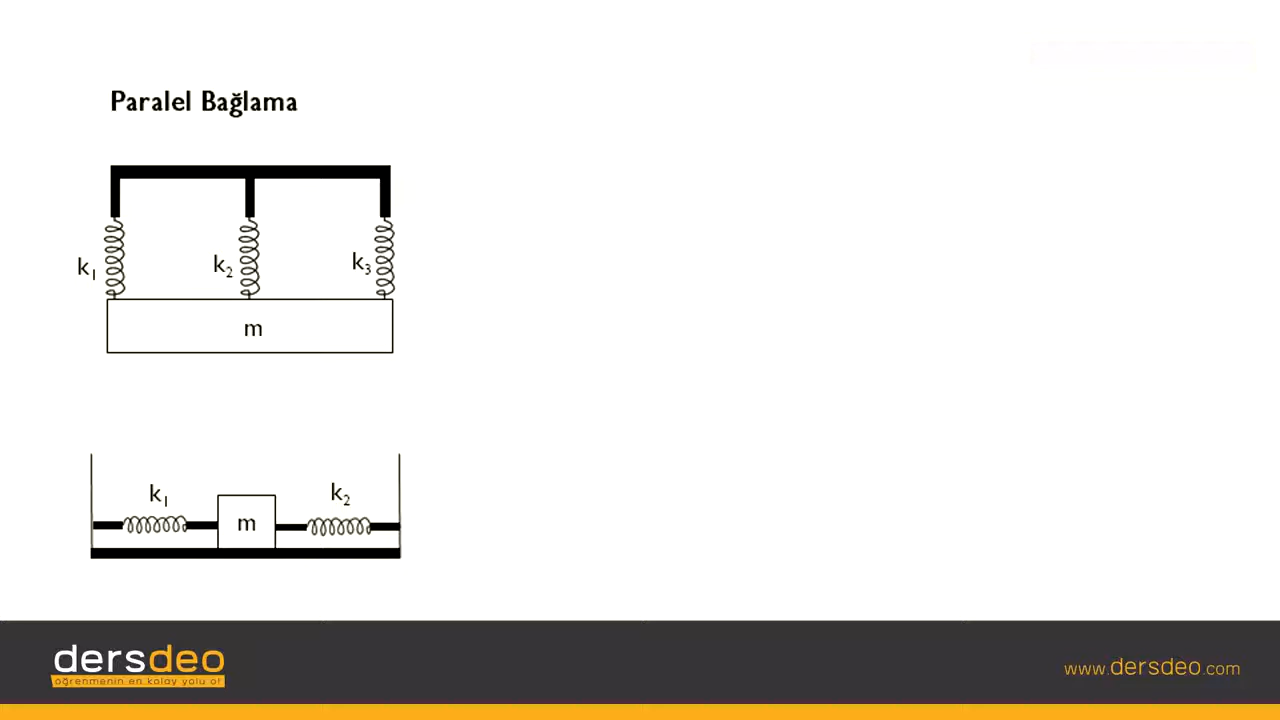 Paralel Bağlama
k1
k2
k3
m
k1
k2
m
dersdeo
öğrenmenin en kolay yolu o!
www.dersdeo.com